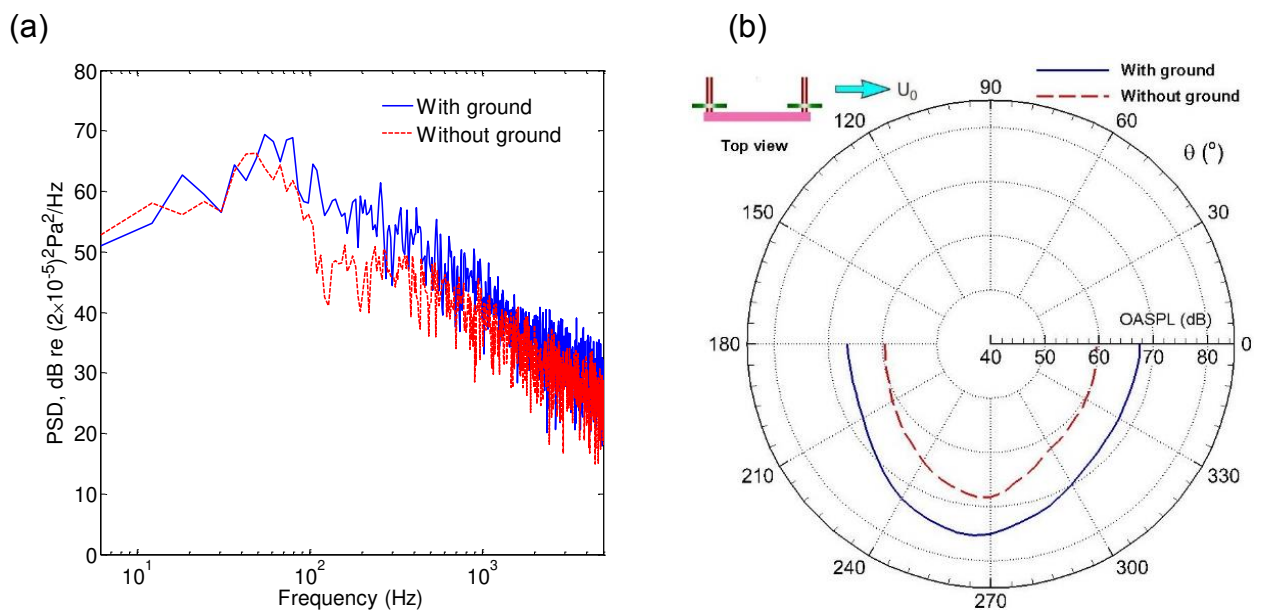 (a)
80
70
60
50
40
30
20
10
0
PSD, dB re (2×10⁻⁵)²Pa²/Hz
With ground
Without ground
10¹
10²
10³
Frequency (Hz)
(b)
U₀
Top view
With ground
Without ground
θ (°)
90
120
60
150
30
OASPL (dB)
180
40 50 60 70 80
0
210
330
240
300
270